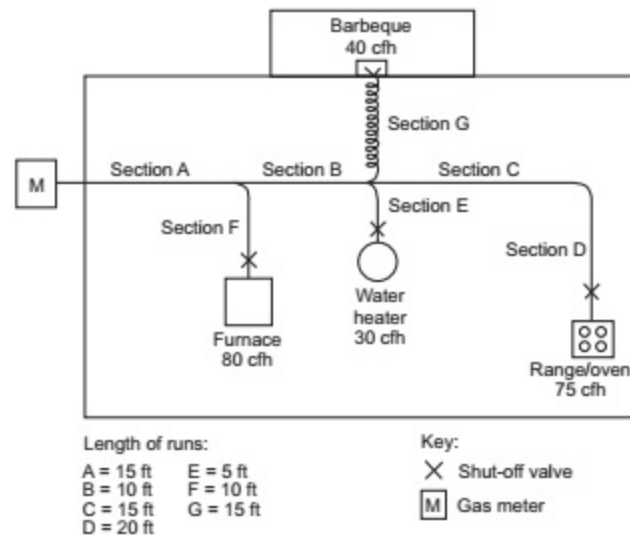 Barbeque
40 cfh
Section G
M
Section A
Section B
Section C
Section E
Section F
Section D
Furnace
80 cfh
Water
heater
30 cfh
Range/oven
75 cfh
Length of runs:
A = 15 ft E = 5 ft
B = 10 ft F = 10 ft
C = 15 ft G = 15 ft
D = 20 ft
Key:
Shut-off valve
M Gas meter